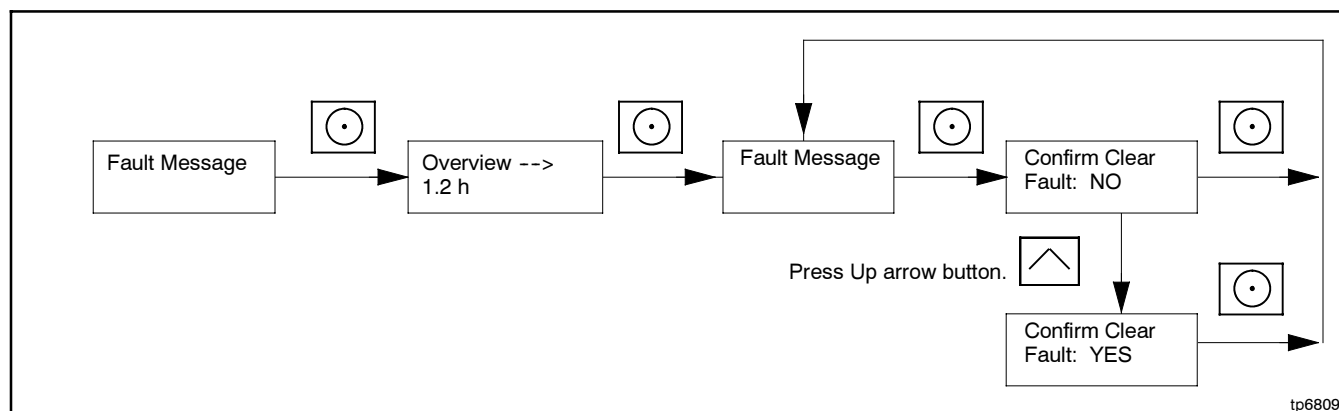 Fault Message
Overview -->
1.2 h
Fault Message
Confirm Clear
Fault: NO
Press Up arrow button.
Confirm Clear
Fault: YES
tp6809